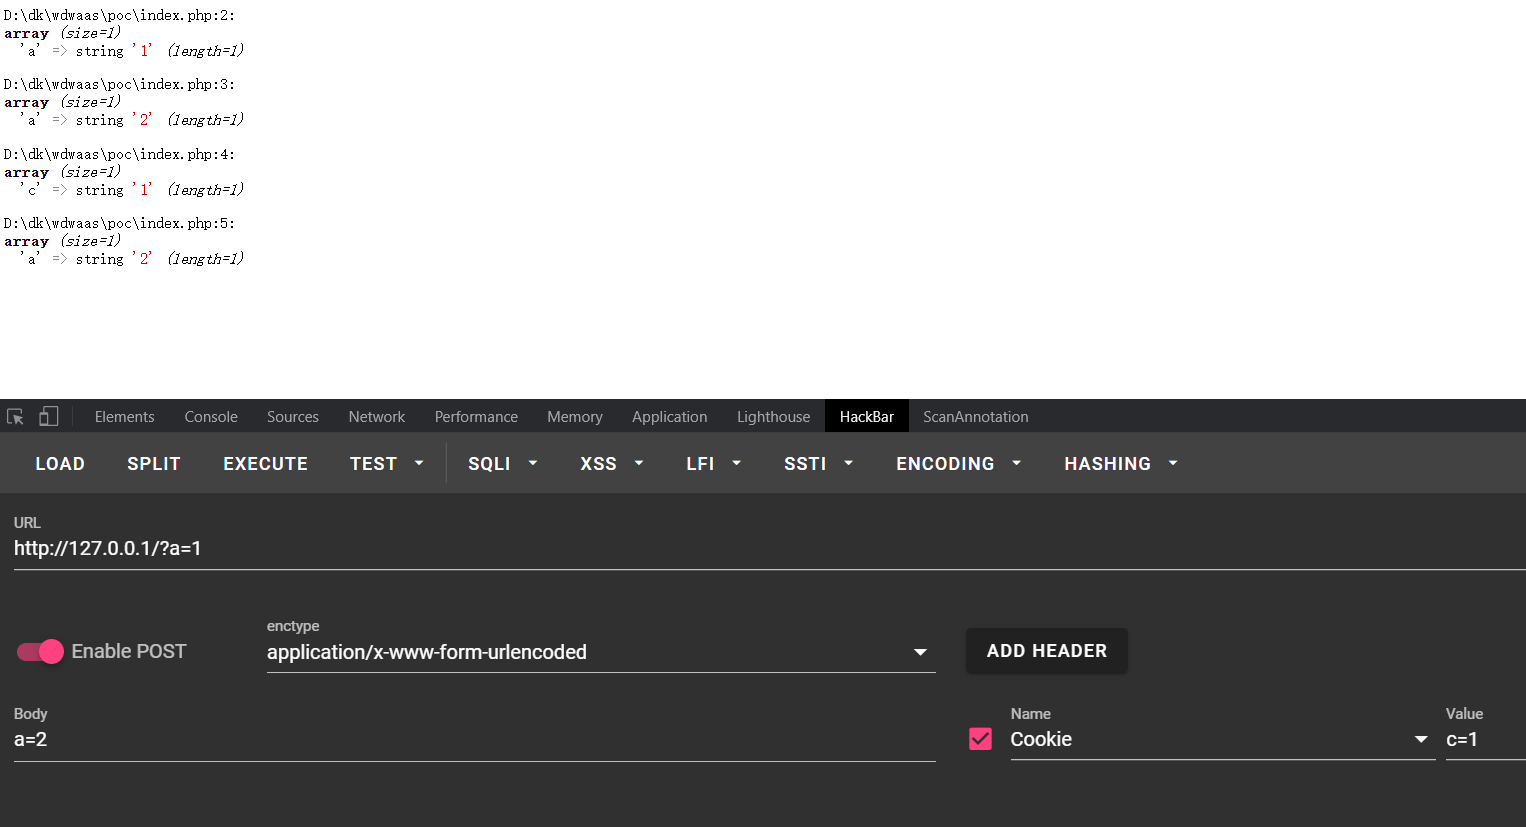 D:\dk\wdwaas\poc\index.php:2:
array (size=1)
'a' => string '1' (length=1)
D:\dk\wdwaas\poc\index.php:3:
array (size=1)
'a' => string '2' (length=1)
D:\dk\wdwaas\poc\index.php:4:
array (size=1)
'c' => string '1' (length=1)
D:\dk\wdwaas\poc\index.php:5:
array (size=1)
'a' => string '2' (length=1)
Elements Console Sources Network Performance Memory Application Lighthouse HackBar ScanAnnotation
LOAD SPLIT EXECUTE TEST SQLI XSS LFI SSTI ENCODING HASHING
URL
http://127.0.0.1/?a=1
enctype
Enable POST application/x-www-form-urlencoded ADD HEADER
Body Name Value
a=2 Cookie c=1